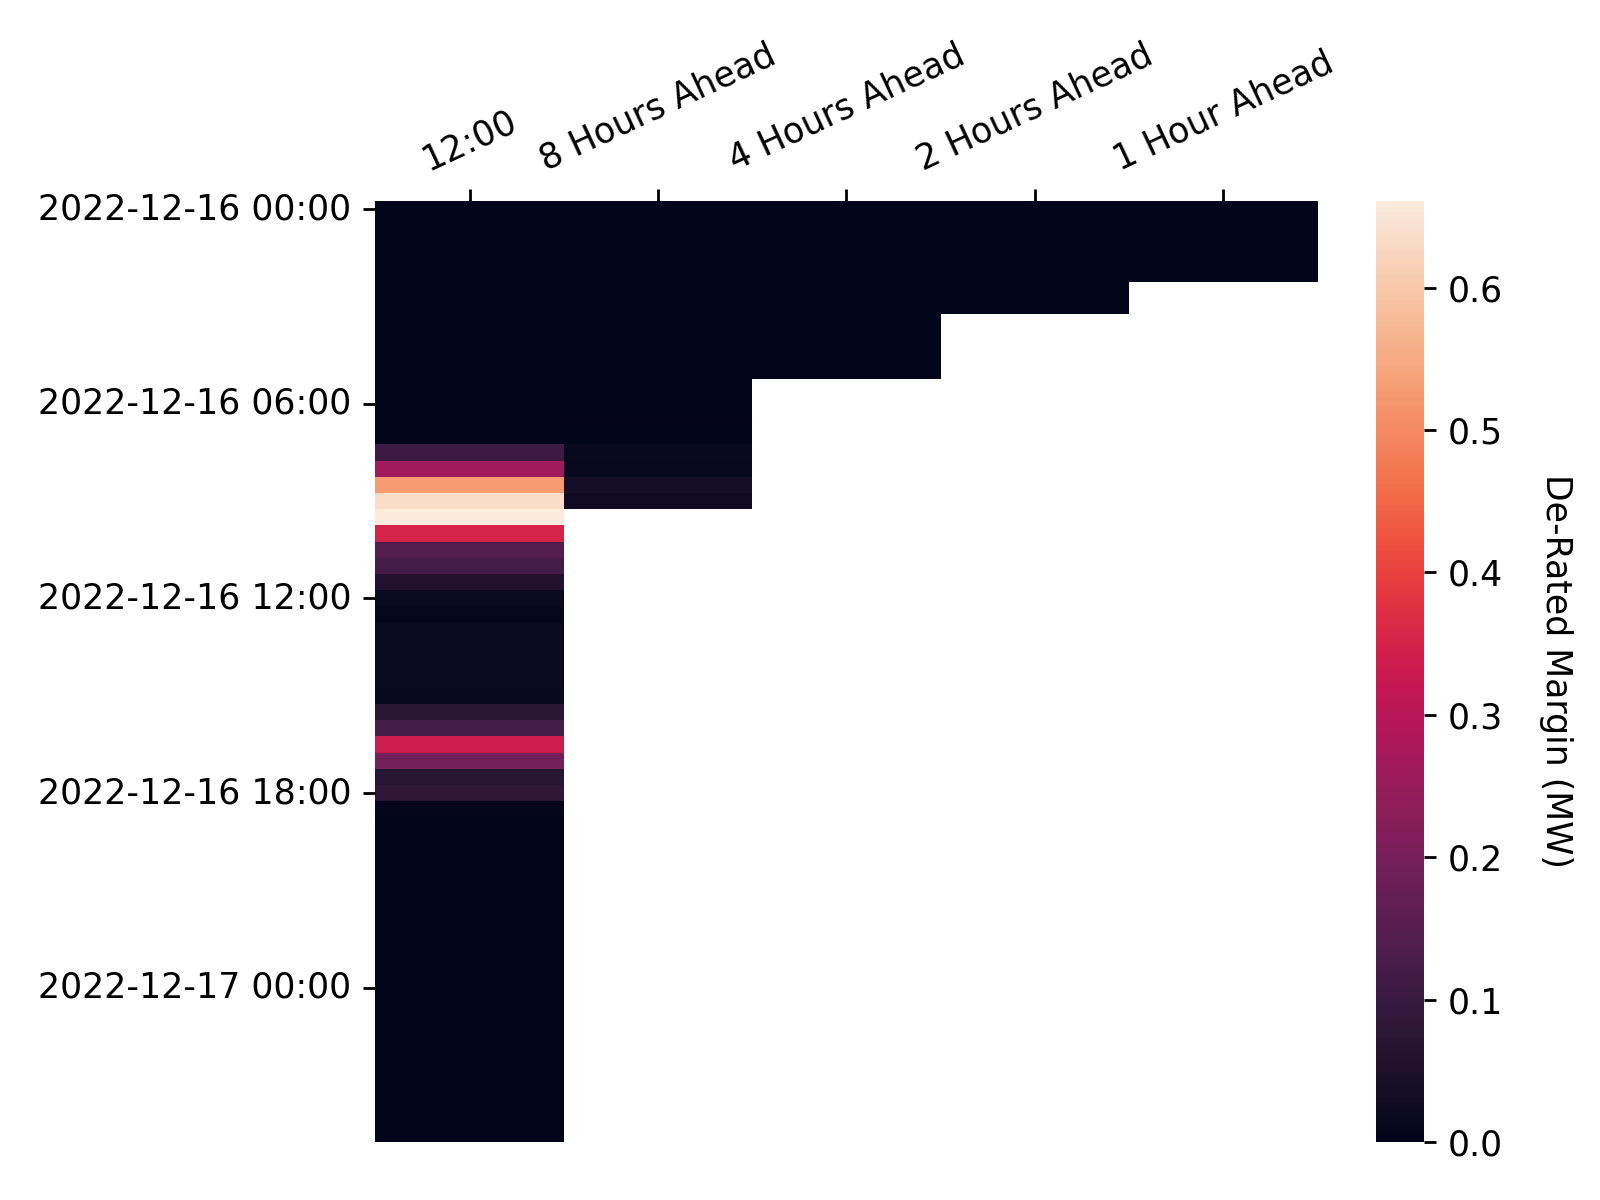 12:00
8 Hours Ahead
4 Hours Ahead
2 Hours Ahead
1 Hour Ahead
2022-12-16 00:00
2022-12-16 06:00
2022-12-16 12:00
2022-12-16 18:00
2022-12-17 00:00
0.6
0.5
0.4
0.3
0.2
0.1
0.0
De-Rated Margin (MW)